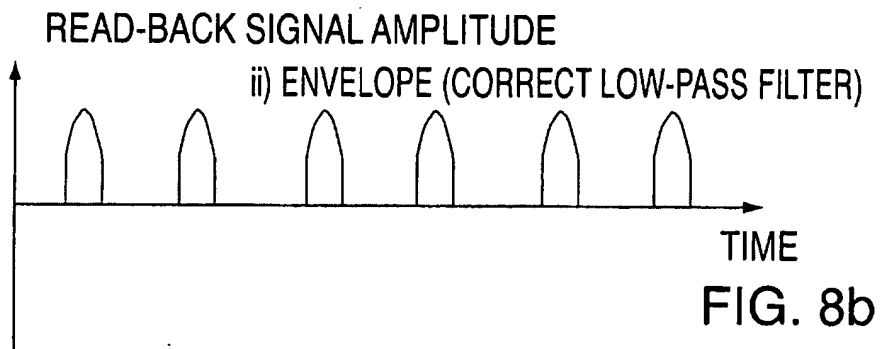 READ-BACK SIGNAL AMPLITUDE
ii) ENVELOPE (CORRECT LOW-PASS FILTER)
TIME
FIG. 8b